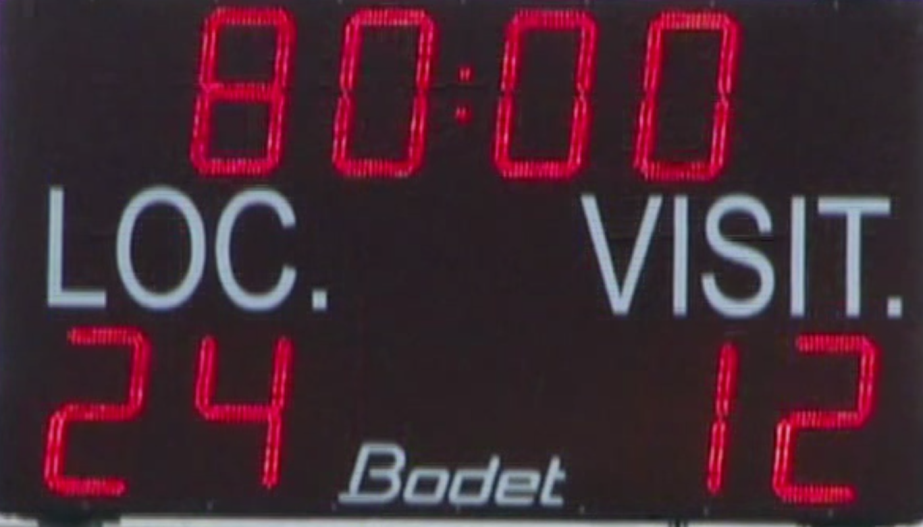 80:00
LOC. VISIT.
24 12
Bodet